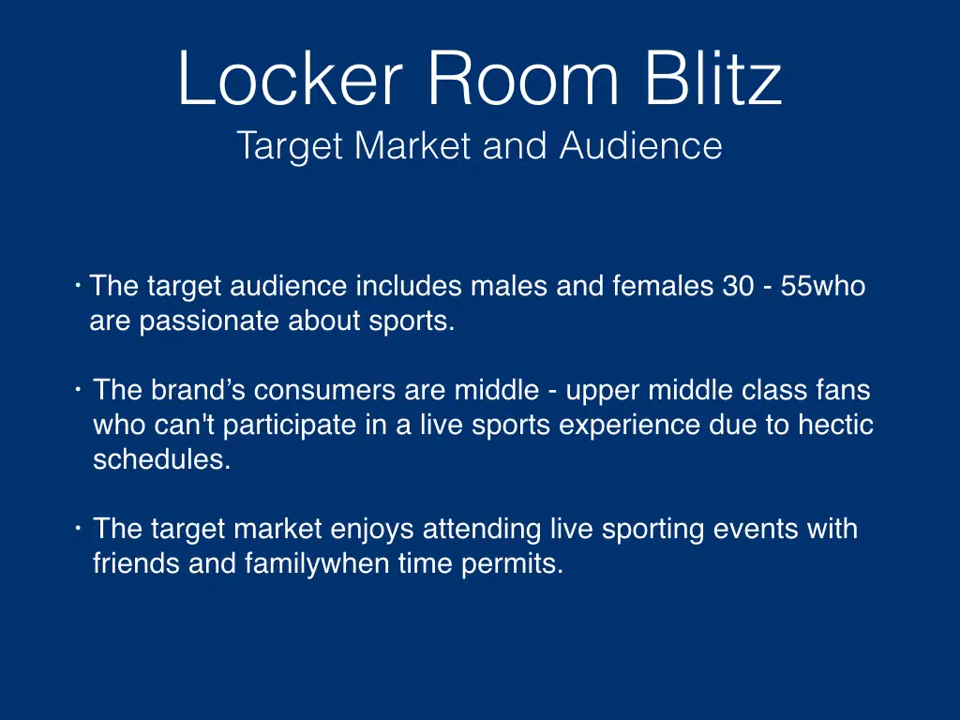 Locker Room Blitz
Target Market and Audience
· The target audience includes males and females 30 - 55who
are passionate about sports.
· The brand’s consumers are middle - upper middle class fans
who can't participate in a live sports experience due to hectic
schedules.
· The target market enjoys attending live sporting events with
friends and familywhen time permits.